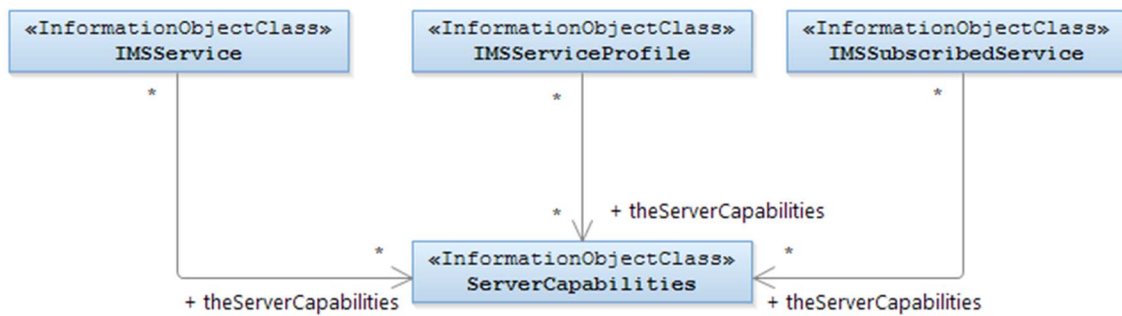 «InformationObjectClass»
IMSService
«InformationObjectClass»
IMSServiceProfile
«InformationObjectClass»
IMSSubscribedService
*
*
*
*
+ theServerCapabilities
*
*
«InformationObjectClass»
ServerCapabilities
+ theServerCapabilities
+ theServerCapabilities